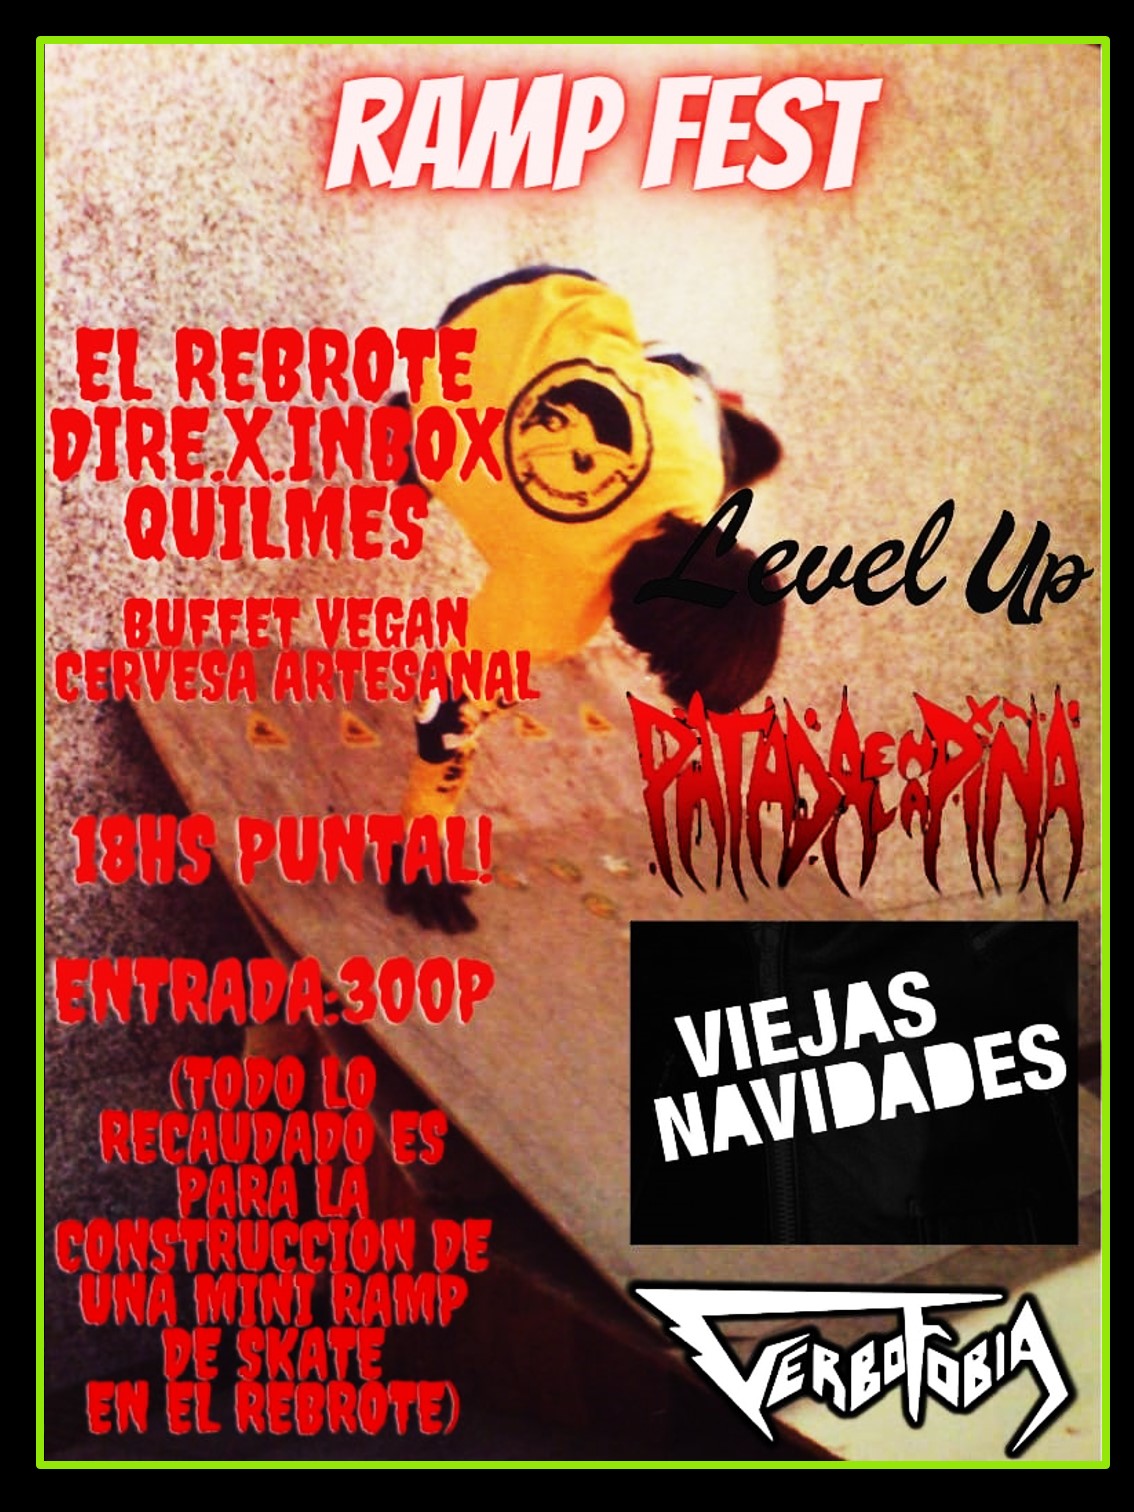 RAMP FEST
EL REBROTE
DIRE.X.INBOX
QUILMES
BUFFET VEGAN
CERVESA ARTESANAL
18HS PUNTAL!
ENTRADA:300P
(TODO LO
RECAUDADO ES
PARA LA
CONSTRUCCION DE
UNA MINI RAMP
DE SKATE
EN EL REBROTE)
Level Up
PATADA EN LA PIÑA
VIEJAS
NAVIDADES
VERBOFOBIA